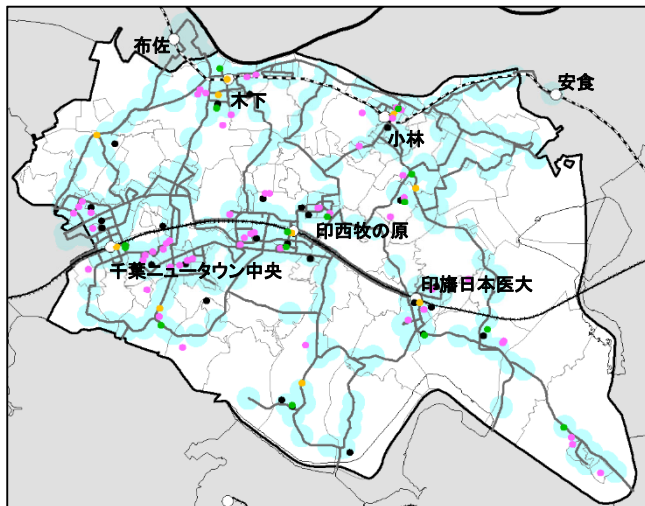 布佐
木下
安食
小林
印西牧の原
千葉ニュータウン中央
印旛日本医大